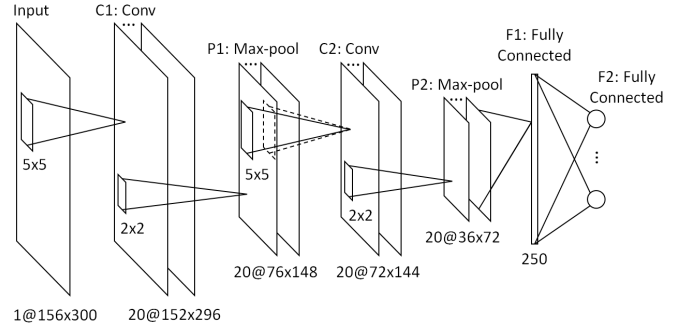 Input
C1: Conv
P1: Max-pool
C2: Conv
P2: Max-pool
F1: Fully
Connected
F2: Fully
Connected
5x5
2x2
5x5
2x2
1@156x300
20@152x296
20@76x148
20@72x144
20@36x72
250